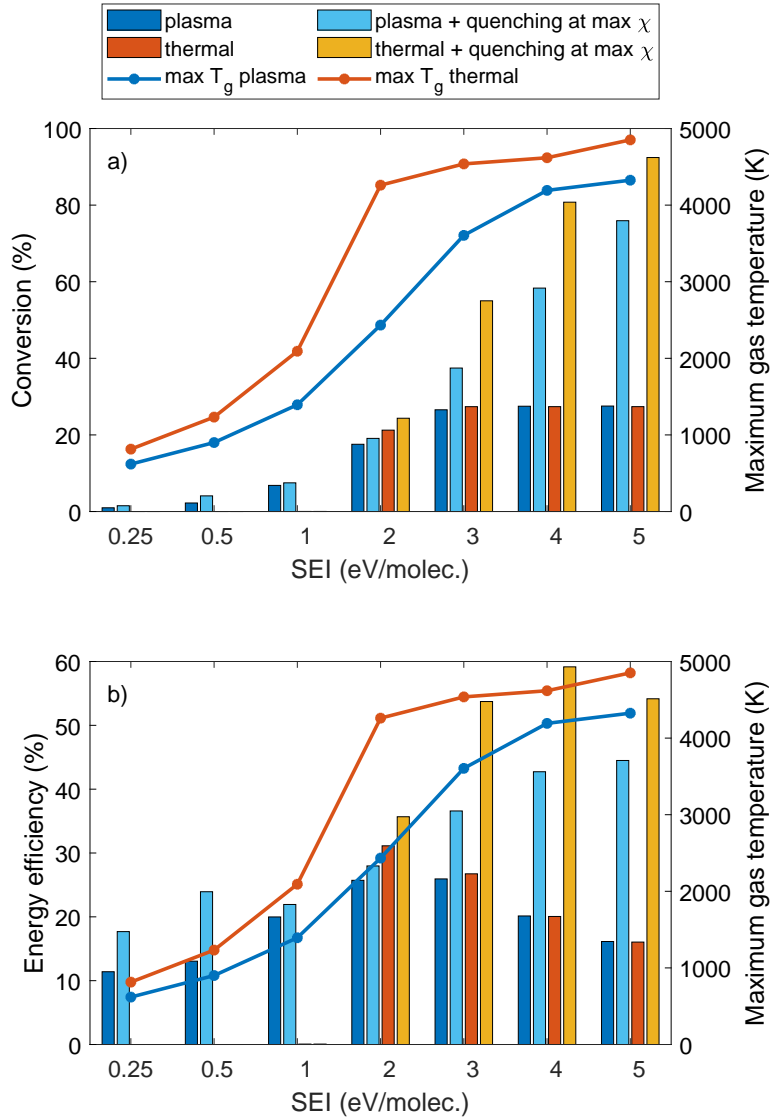 plasma
plasma + quenching at max χ
thermal
thermal + quenching at max χ
max T_g plasma
max T_g thermal
a)
100
80
60
40
20
0
Conversion (%)
5000
4000
3000
2000
1000
0
Maximum gas temperature (K)
0.25 0.5 1 2 3 4 5
SEI (eV/molec.)
b)
60
50
40
30
20
10
0
Energy efficiency (%)
5000
4000
3000
2000
1000
0
Maximum gas temperature (K)
0.25 0.5 1 2 3 4 5
SEI (eV/molec.)